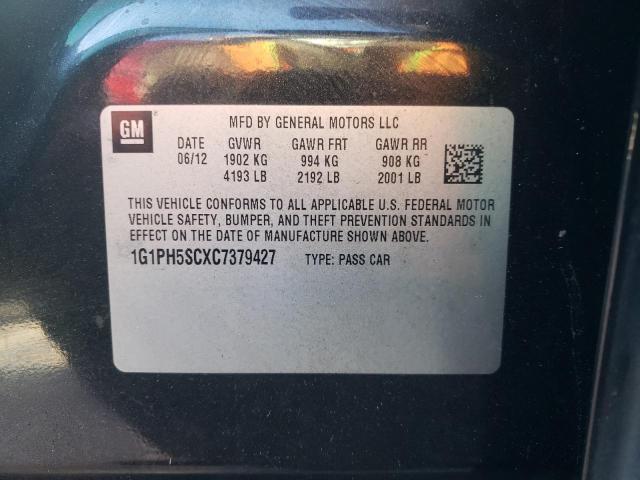 GM
MFD BY GENERAL MOTORS LLC
DATE GVWR GAWR FRT GAWR RR
06/12 1902 KG 994 KG 908 KG
4193 LB 2192 LB 2001 LB
THIS VEHICLE CONFORMS TO ALL APPLICABLE U.S. FEDERAL MOTOR
VEHICLE SAFETY, BUMPER, AND THEFT PREVENTION STANDARDS IN
EFFECT ON THE DATE OF MANUFACTURE SHOWN ABOVE.
1G1PH5SCXC7379427 TYPE: PASS CAR